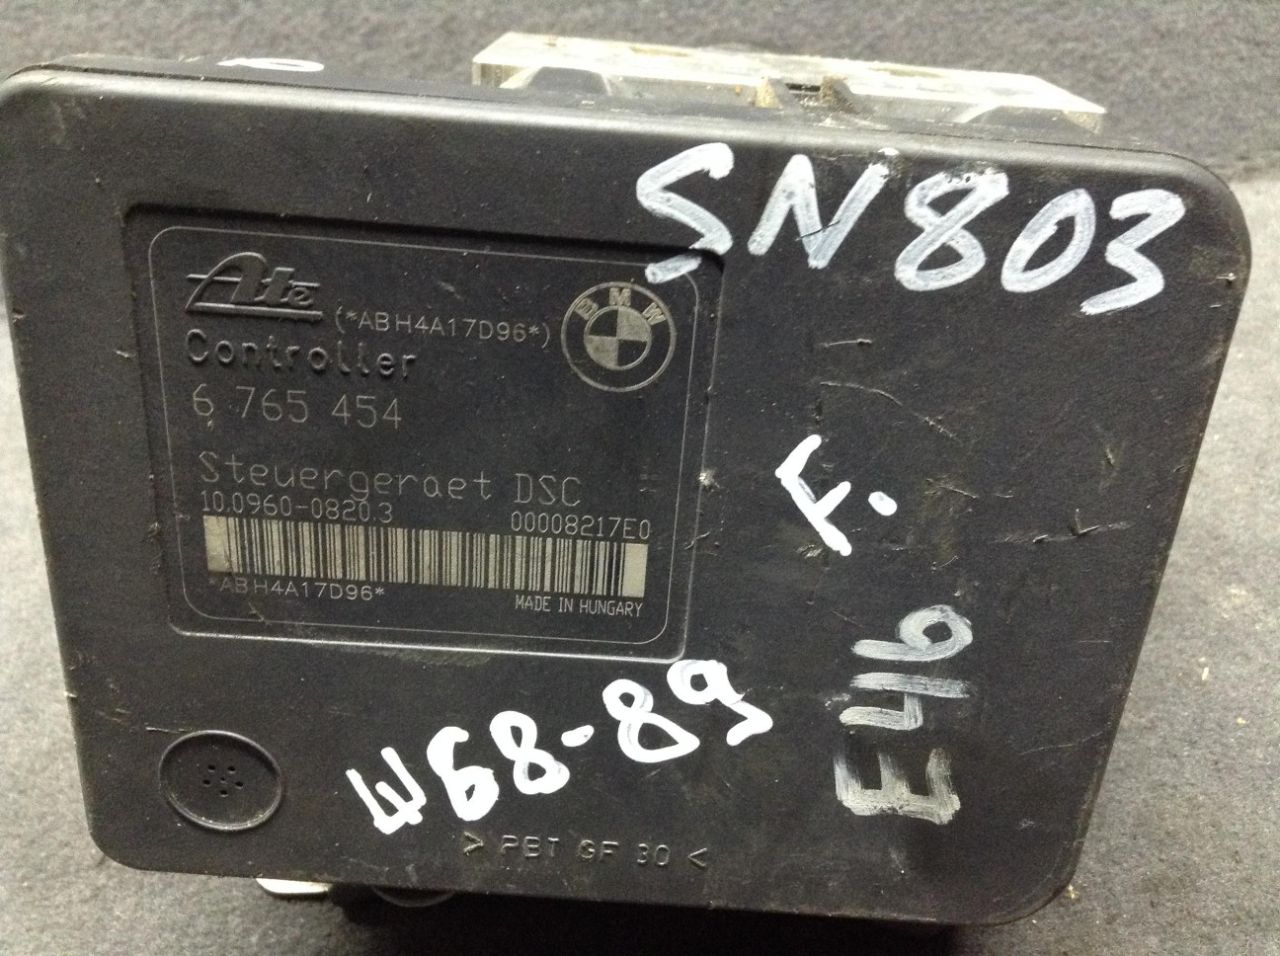 SN803
Ate
(*ABH4A17D96*)
BMW
Controller
6 765 454
Steuergeraet DSC
10.0960-0820.3
00008217E0
*ABH4A17D96*
MADE IN HUNGARY
F.
E46
W68-89
> PBT GF 30 <